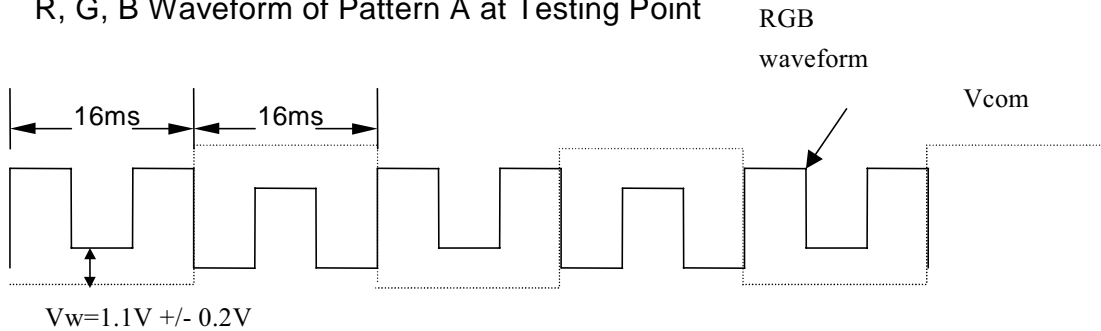 R, G, B Waveform of Pattern A at Testing Point
RGB
waveform
Vcom
16ms
16ms
Vw=1.1V +/- 0.2V